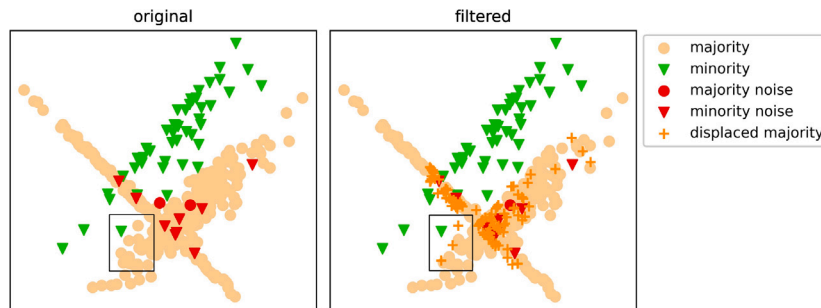 original
filtered
majority
minority
majority noise
minority noise
displaced majority